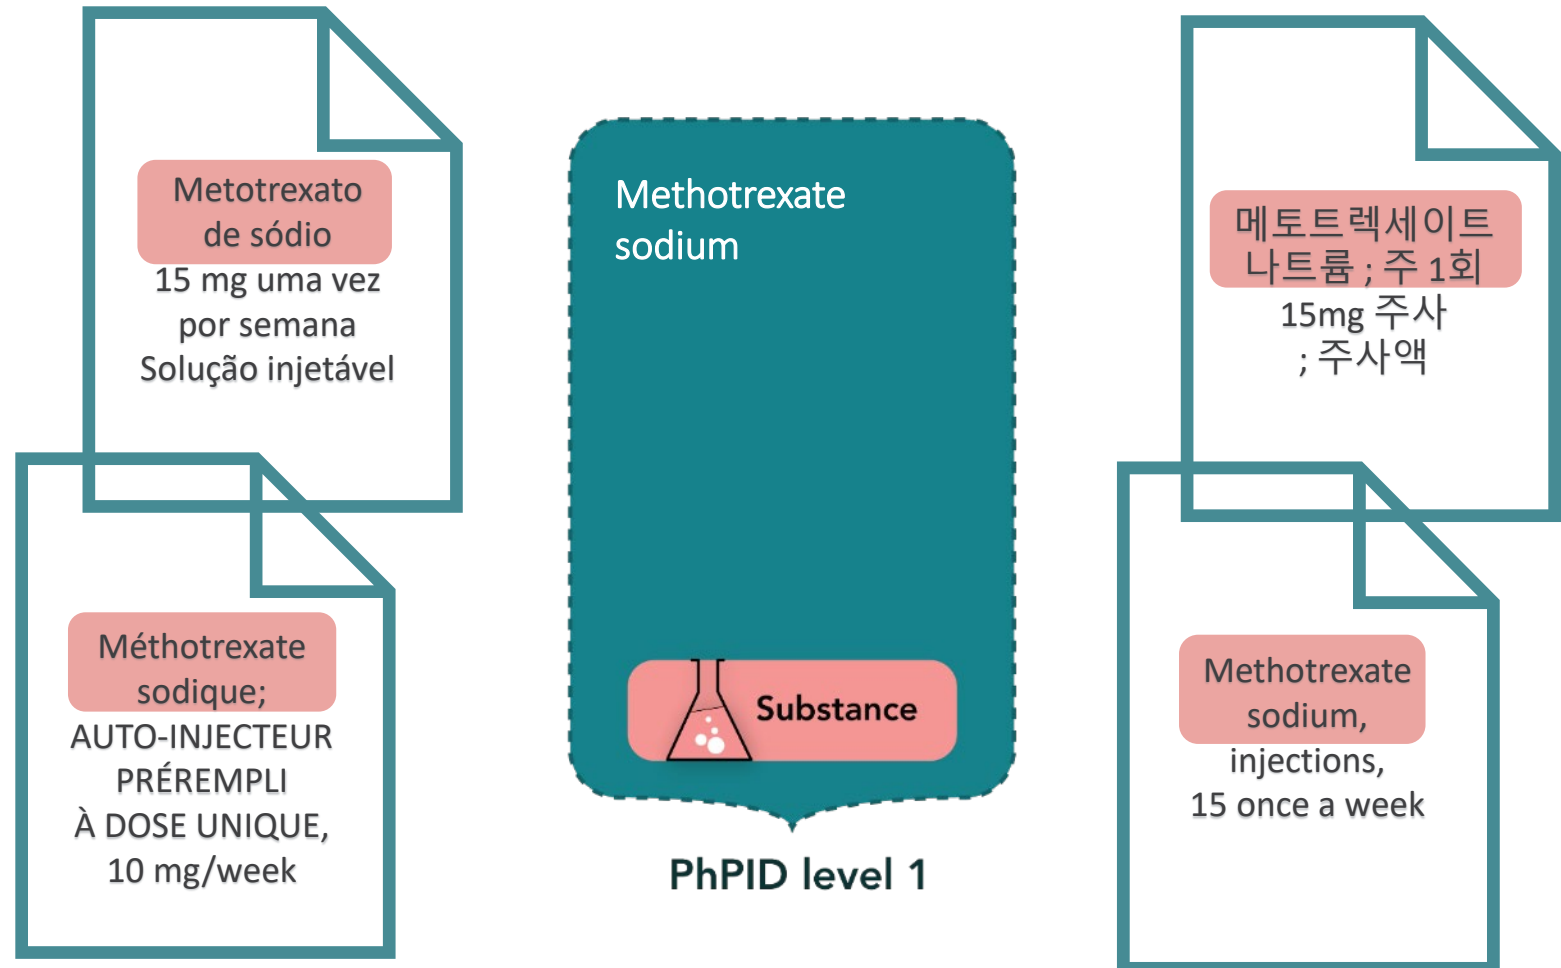 Metotrexato
de sódio
15 mg uma vez
por semana
Solução injetável
Méthotrexate
sodique;
AUTO-INJECTEUR
PRÉREMPLI
À DOSE UNIQUE,
10 mg/week
Methotrexate
sodium
Substance
PhPID level 1
메토트렉세이트
나트륨 ; 주 1회
15mg 주사
; 주사액
Methotrexate
sodium,
injections,
15 once a week